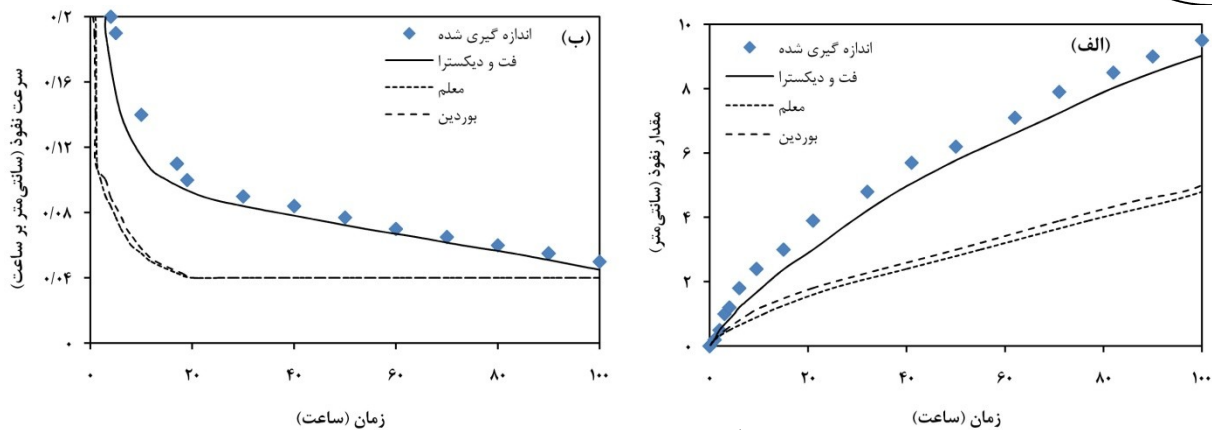 (الف)
اندازه گیری شده
فت و دیکسترا
معلم
بوردین
مقدار نفوذ (سانتی‌متر)
۱۰
۸
۶
۴
۲
۰
۰ ۲۰ ۴۰ ۶۰ ۸۰ ۱۰۰
زمان (ساعت)
(ب)
اندازه گیری شده
فت و دیکسترا
معلم
بوردین
سرعت نفوذ (سانتی‌متر بر ساعت)
۰/۲
۰/۱۶
۰/۱۲
۰/۰۸
۰/۰۴
۰
۰ ۲۰ ۴۰ ۶۰ ۸۰ ۱۰۰
زمان (ساعت)